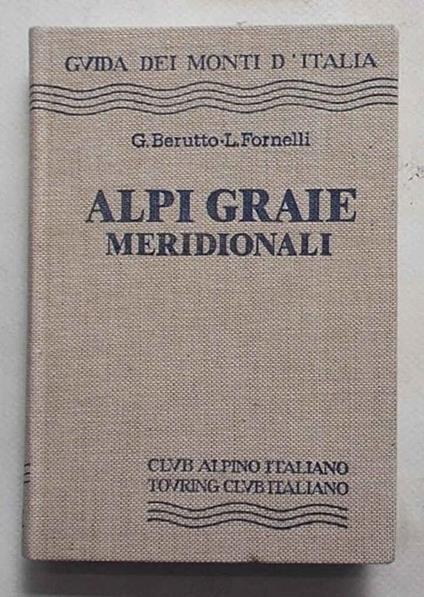 GVIDA DEI MONTI D'ITALIA
G. Berutto•L. Fornelli
ALPI GRAIE
MERIDIONALI
CLVB ALPINO ITALIANO
TOVRING CLVB ITALIANO